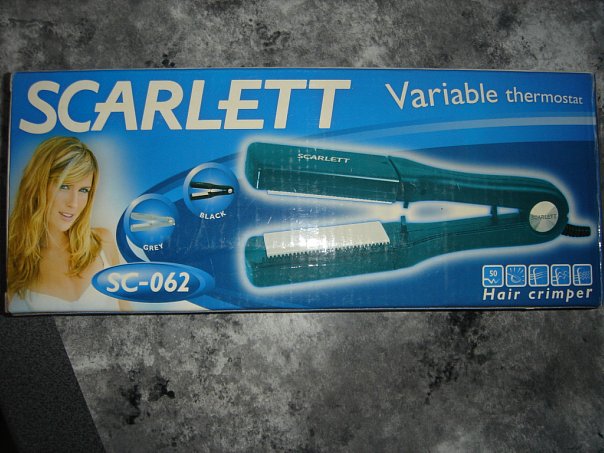 SCARLETT
Variable thermostat
SCARLETT
BLACK
GREY
SCARLETT
SC-062
50
Hair crimper